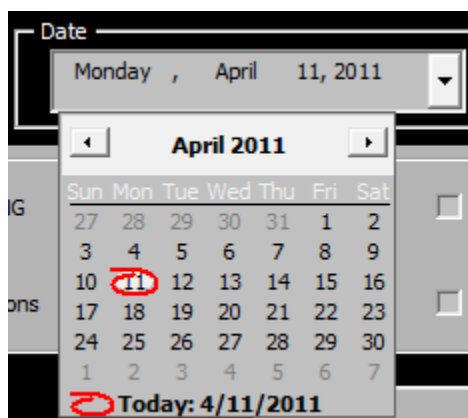 Date
Monday , April 11, 2011
April 2011
Sun Mon Tue Wed Thu Fri Sat
27 28 29 30 31 1 2
3 4 5 6 7 8 9
10 11 12 13 14 15 16
17 18 19 20 21 22 23
24 25 26 27 28 29 30
1 2 3 4 5 6 7
Today: 4/11/2011
IG
ons